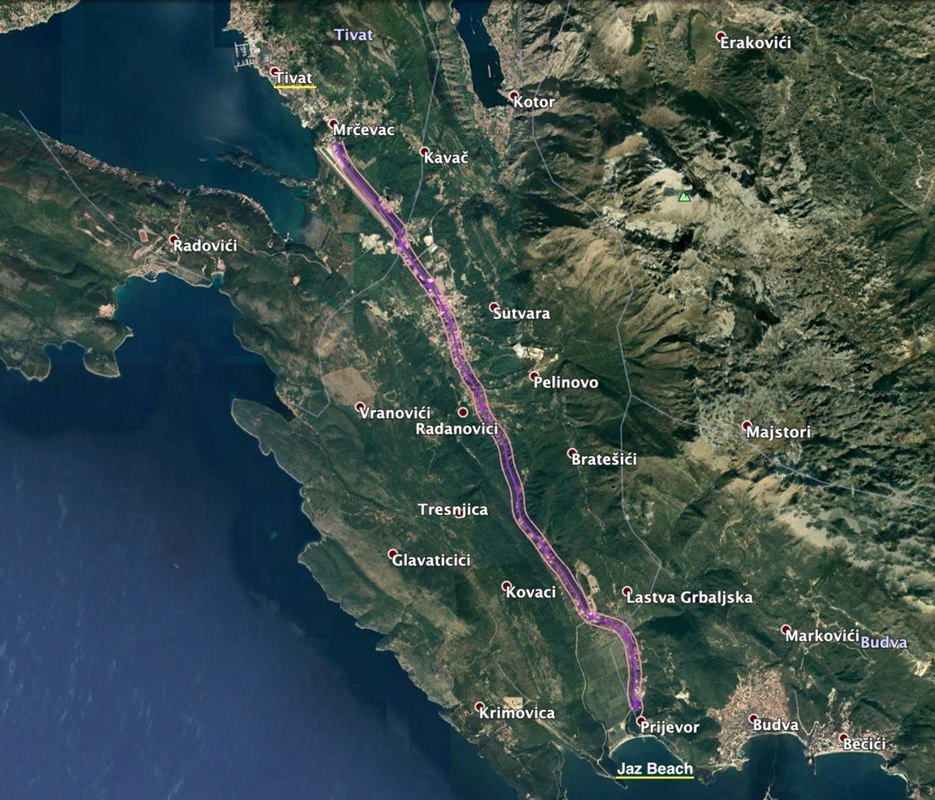 Tivat
Erakovići
Tivat
Kotor
Mrčevac
Kavač
Radovići
Sutvara
Pelinovo
Vranovići
Radanovici
Majstori
Bratešići
Tresnjica
Glavaticici
Kovaci
Lastva Grbaljska
Markovići
Budva
Krimovica
Prijevor
Budva
Bečići
Jaz Beach